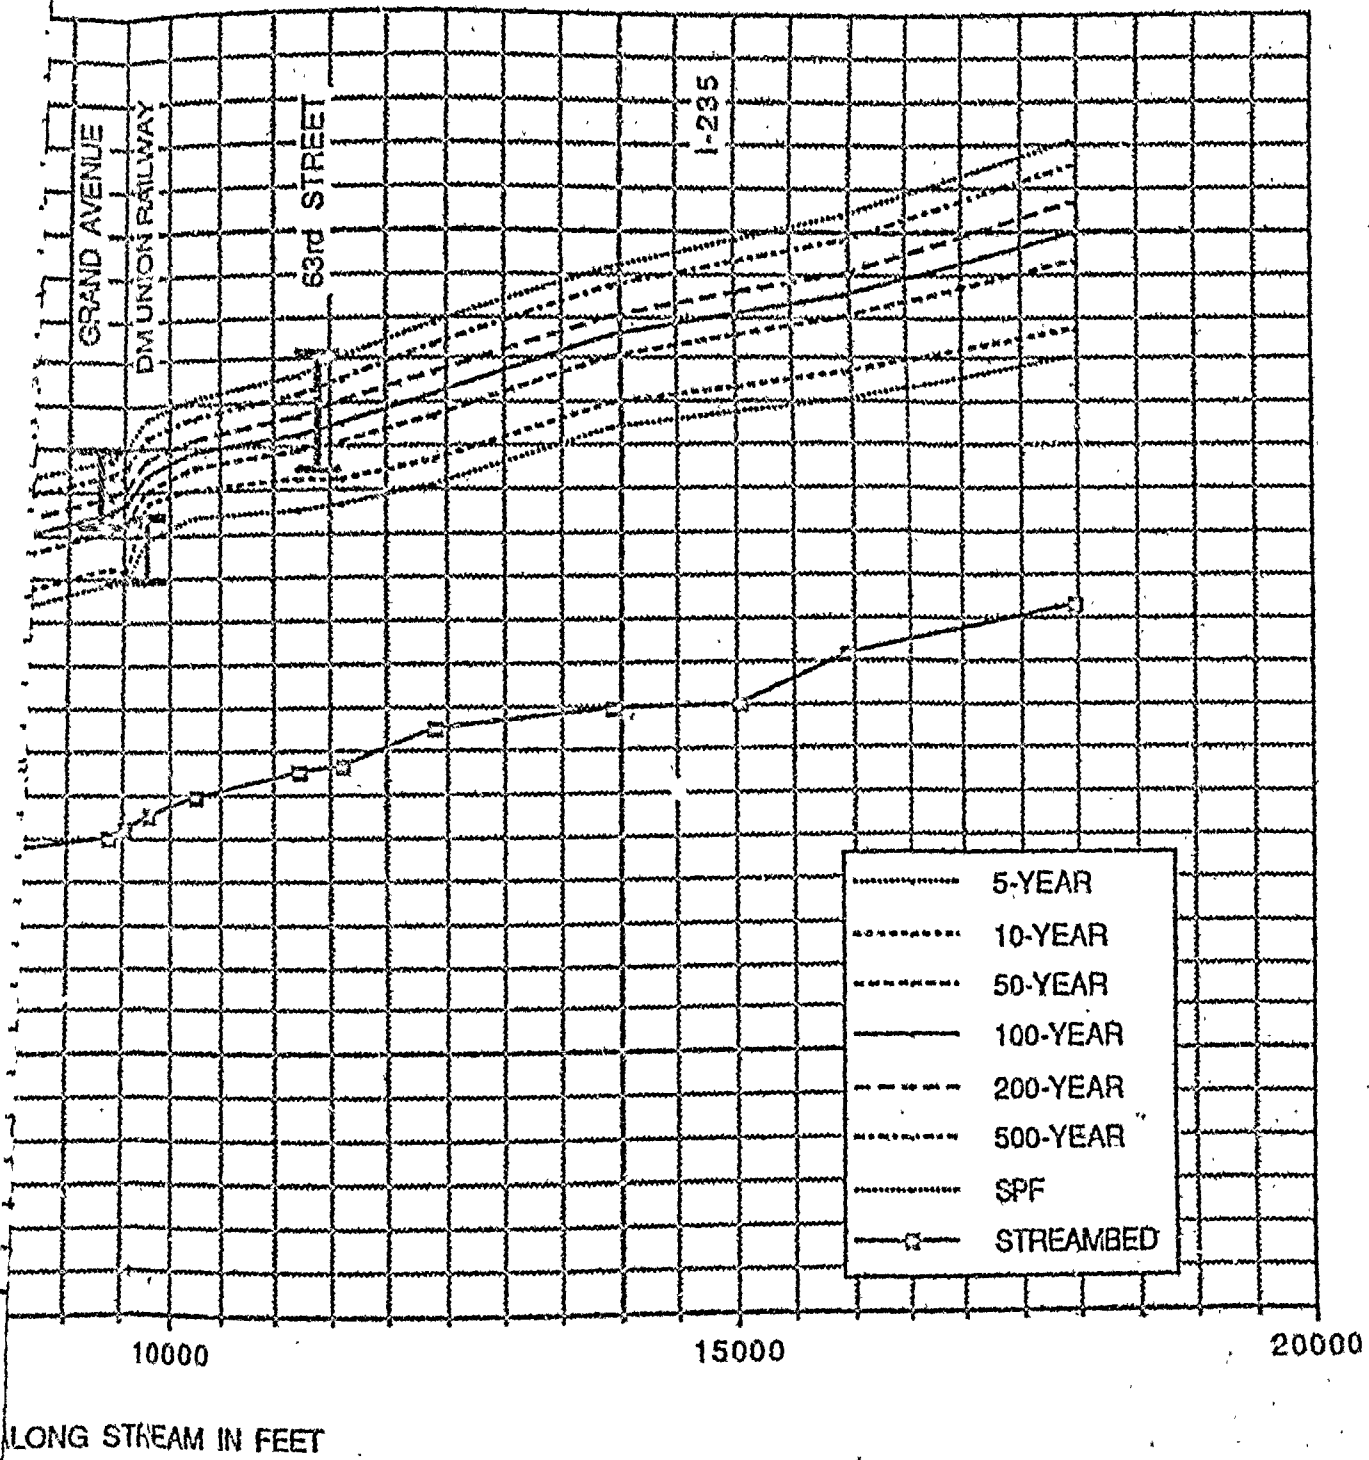 GRAND AVENUE
DM UNION RAILWAY
63rd STREET
I-235
5-YEAR
10-YEAR
50-YEAR
100-YEAR
200-YEAR
500-YEAR
SPF
STREAMBED
10000
15000
20000
LONG STREAM IN FEET